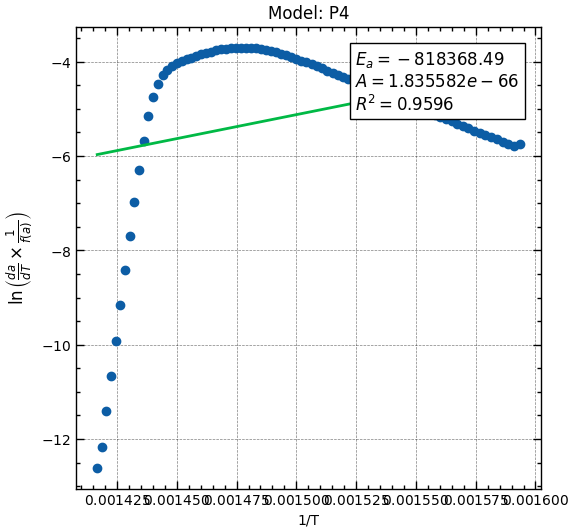 Model: P4
E_a = −818368.49
A = 1.835582e − 66
R^2 = 0.9596
ln(da/dT × 1/f(a))
−4
−6
−8
−10
−12
0.001425 0.001450 0.001475 0.001500 0.001525 0.001550 0.001575 0.001600
1/T